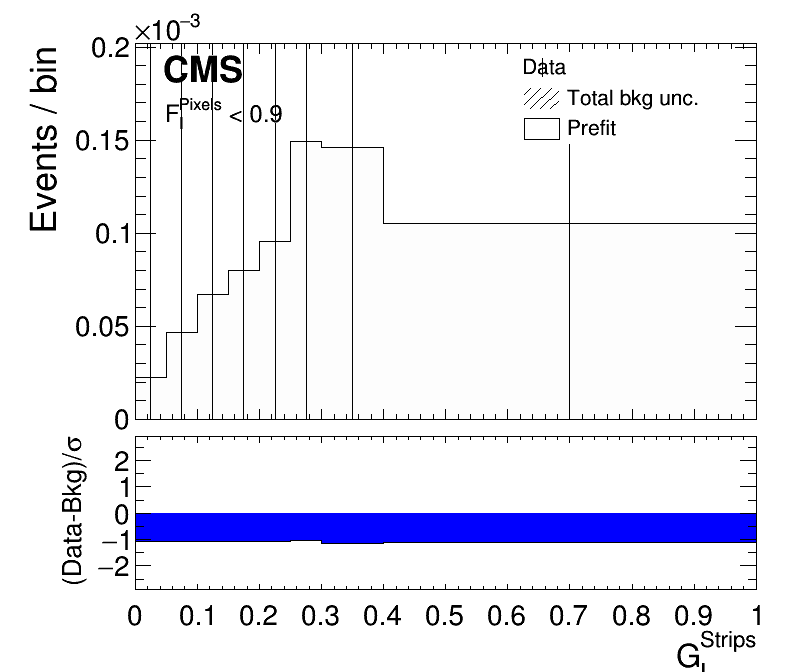 ×10⁻³
0.2
CMS
Data
Total bkg unc.
Prefit
F_I^Pixels < 0.9
Events / bin
0.15
0.1
0.05
0
(Data-Bkg)/σ
2
1
0
−1
−2
0 0.1 0.2 0.3 0.4 0.5 0.6 0.7 0.8 0.9 1
G_I^Strips